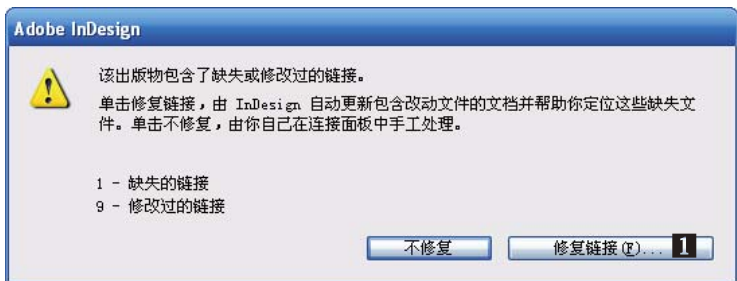 Adobe InDesign
该出版物包含了缺失或修改过的链接。
单击修复链接，由 InDesign 自动更新包含改动文件的文档并帮助你定位这些缺失文
件。单击不修复，由你自己在连接面板中手工处理。
1 - 缺失的链接
9 - 修改过的链接
不修复 修复链接(F)... 1